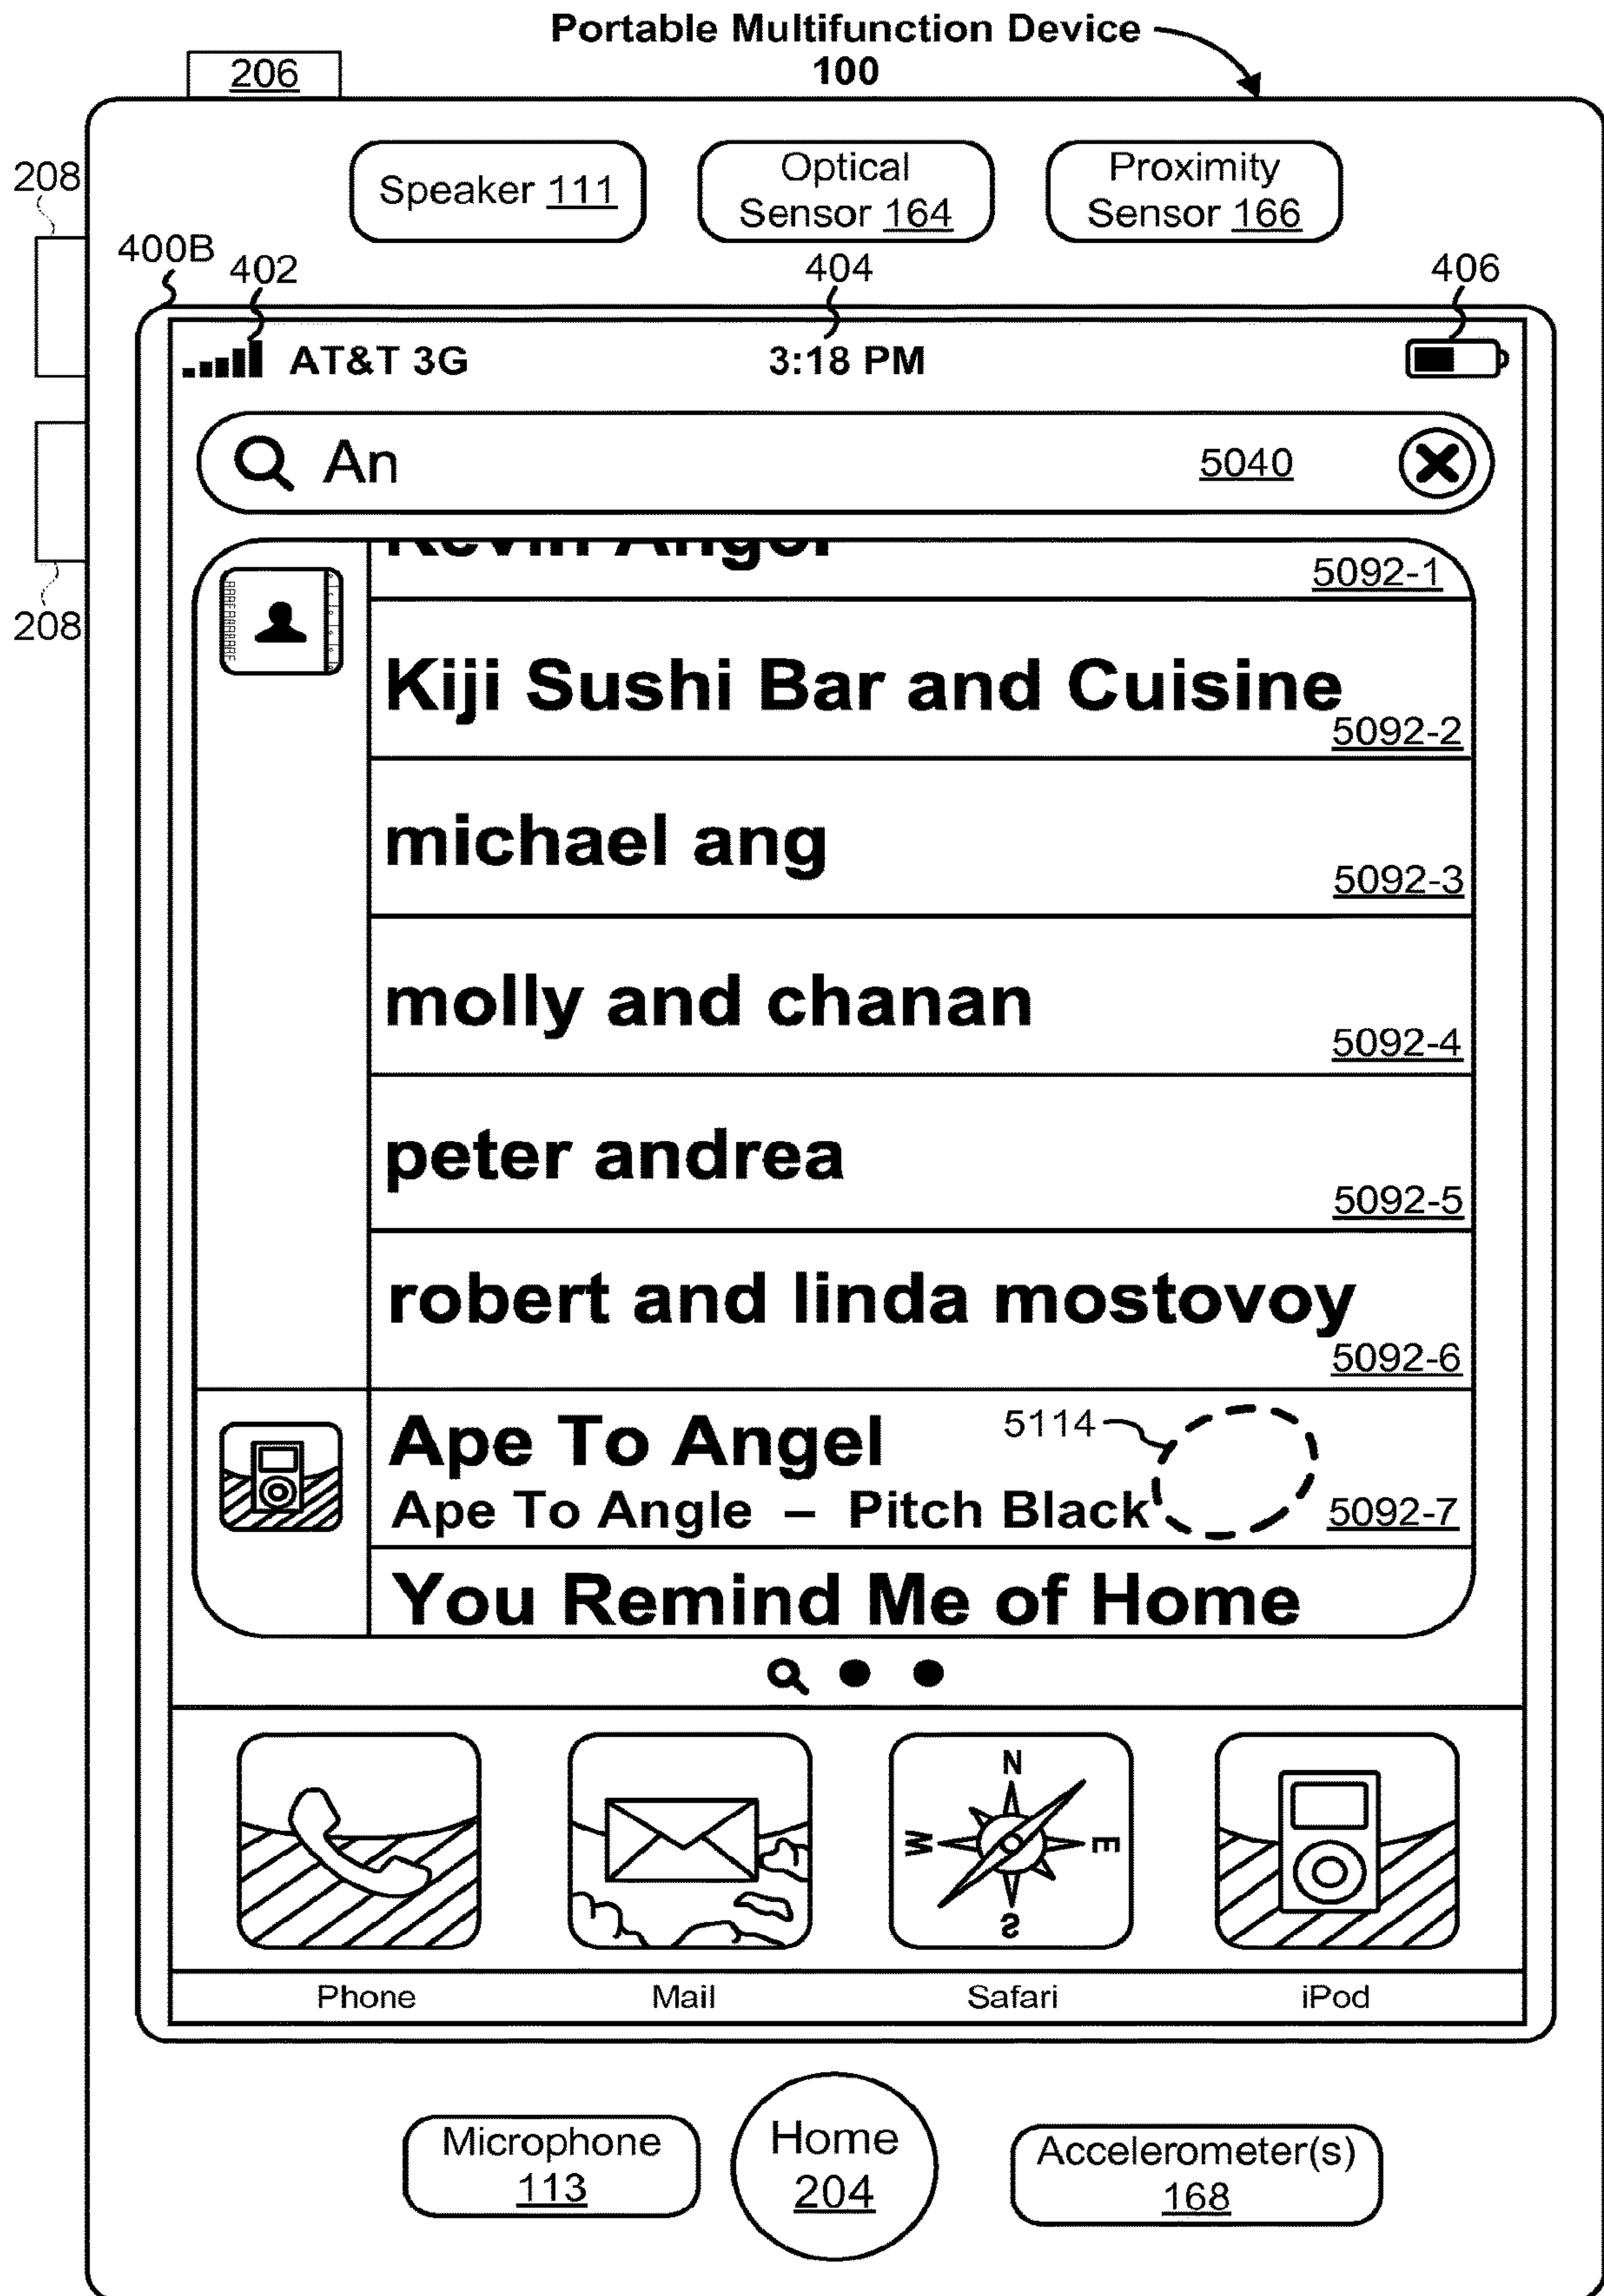 Portable Multifunction Device
100
206
208
Speaker 111
Optical
Sensor 164
Proximity
Sensor 166
400B
402
404
406
AT&T 3G
3:18 PM
An
5040
208
5092-1
Kiji Sushi Bar and Cuisine
5092-2
michael ang
5092-3
molly and chanan
5092-4
peter andrea
5092-5
robert and linda mostovoy
5092-6
Ape To Angel
5114
Ape To Angle – Pitch Black
5092-7
You Remind Me of Home
N
W
E
S
Phone
Mail
Safari
iPod
Microphone
113
Home
204
Accelerometer(s)
168